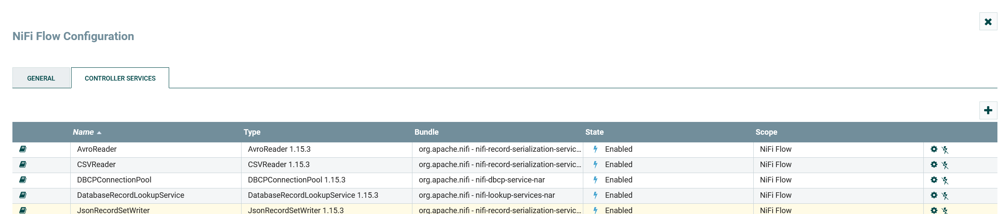 NiFi Flow Configuration
GENERAL CONTROLLER SERVICES
Name Type Bundle State Scope
AvroReader AvroReader 1.15.3 org.apache.nifi - nifi-record-serialization-servic... Enabled NiFi Flow
CSVReader CSVReader 1.15.3 org.apache.nifi - nifi-record-serialization-servic... Enabled NiFi Flow
DBCPConnectionPool DBCPConnectionPool 1.15.3 org.apache.nifi - nifi-dbcp-service-nar Enabled NiFi Flow
DatabaseRecordLookupService DatabaseRecordLookupService 1.15.3 org.apache.nifi - nifi-lookup-services-nar Enabled NiFi Flow
JsonRecordSetWriter JsonRecordSetWriter 1.15.3 org.apache.nifi - nifi-record-serialization-servic... Enabled NiFi Flow